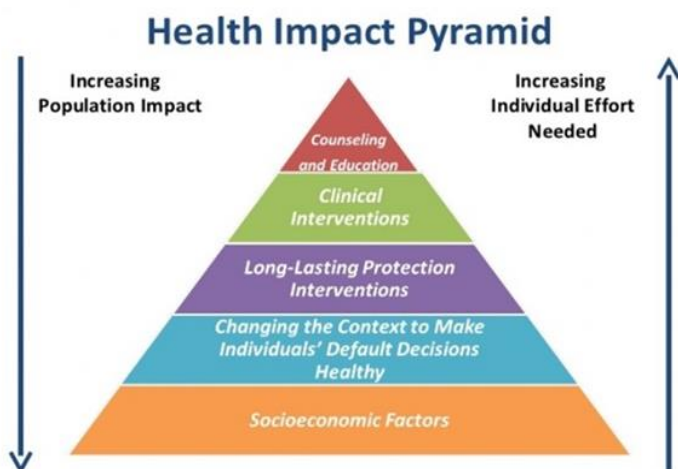 Health Impact Pyramid
Increasing
Population Impact
Increasing
Individual Effort
Needed
Counseling
and Education
Clinical
Interventions
Long-Lasting Protection
Interventions
Changing the Context to Make
Individuals' Default Decisions
Healthy
Socioeconomic Factors